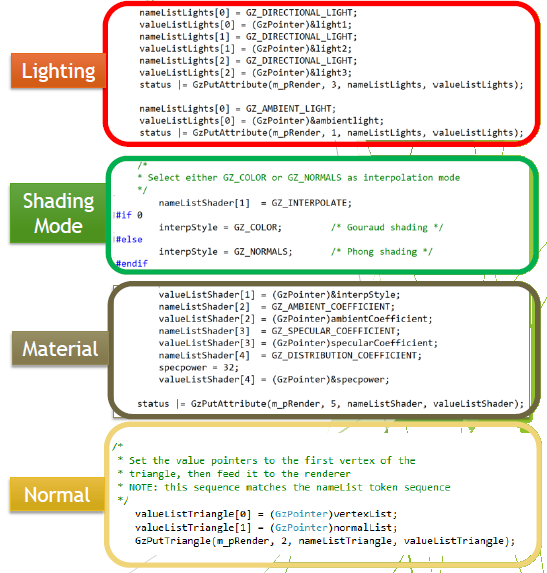 Lighting
nameListLights[0] = GZ_DIRECTIONAL_LIGHT;
valueListLights[0] = (GzPointer)&light1;
nameListLights[1] = GZ_DIRECTIONAL_LIGHT;
valueListLights[1] = (GzPointer)&light2;
nameListLights[2] = GZ_DIRECTIONAL_LIGHT;
valueListLights[2] = (GzPointer)&light3;
status |= GzPutAttribute(m_pRender, 3, nameListLights, valueListLights);
nameListLights[0] = GZ_AMBIENT_LIGHT;
valueListLights[0] = (GzPointer)&ambientlight;
status |= GzPutAttribute(m_pRender, 1, nameListLights, valueListLights);
Shading
Mode
/*
* Select either GZ_COLOR or GZ_NORMALS as interpolation mode
*/
nameListShader[1] = GZ_INTERPOLATE;
#if 0
interpStyle = GZ_COLOR; /* Gouraud shading */
#else
interpStyle = GZ_NORMALS; /* Phong shading */
#endif
Material
valueListShader[1] = (GzPointer)&interpStyle;
nameListShader[2] = GZ_AMBIENT_COEFFICIENT;
valueListShader[2] = (GzPointer)ambientCoefficient;
nameListShader[3] = GZ_SPECULAR_COEFFICIENT;
valueListShader[3] = (GzPointer)specularCoefficient;
nameListShader[4] = GZ_DISTRIBUTION_COEFFICIENT;
specpower = 32;
valueListShader[4] = (GzPointer)&specpower;
status |= GzPutAttribute(m_pRender, 5, nameListShader, valueListShader);
Normal
/*
* Set the value pointers to the first vertex of the
* triangle, then feed it to the renderer
* NOTE: this sequence matches the nameList token sequence
*/
valueListTriangle[0] = (GzPointer)vertexList;
valueListTriangle[1] = (GzPointer)normalList;
GzPutTriangle(m_pRender, 2, nameListTriangle, valueListTriangle);